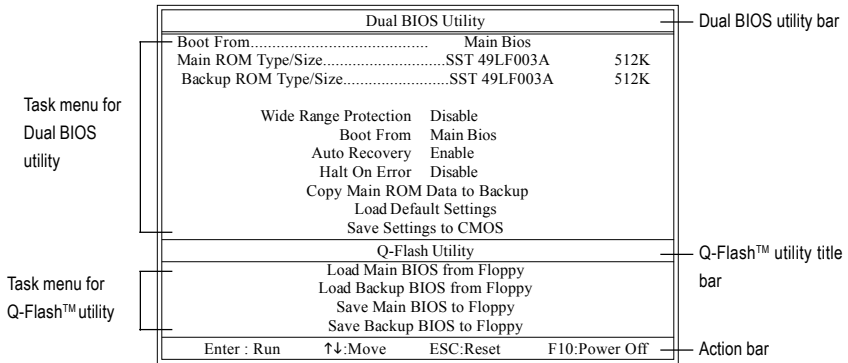 Dual BIOS Utility
Dual BIOS utility bar
Boot From......................................... Main Bios
Main ROM Type/Size.............................SST 49LF003A 512K
Backup ROM Type/Size.........................SST 49LF003A 512K
Task menu for
Dual BIOS
utility
Wide Range Protection Disable
Boot From Main Bios
Auto Recovery Enable
Halt On Error Disable
Copy Main ROM Data to Backup
Load Default Settings
Save Settings to CMOS
Q-Flash Utility
Q-Flash™ utility title
bar
Task menu for
Q-Flash™ utility
Load Main BIOS from Floppy
Load Backup BIOS from Floppy
Save Main BIOS to Floppy
Save Backup BIOS to Floppy
Enter : Run ↑↓:Move ESC:Reset F10:Power Off
Action bar